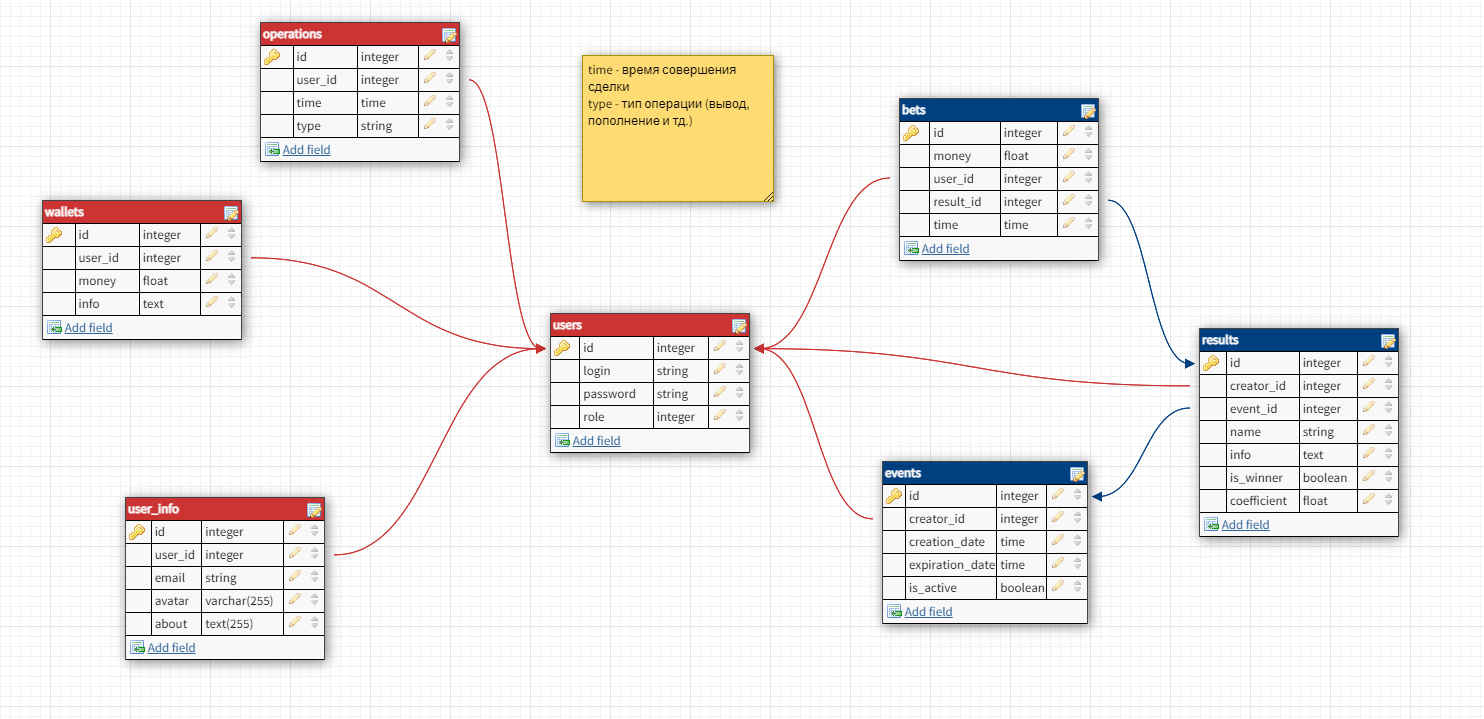 operations
id integer
user_id integer
time time
type string
Add field
time - время совершения
сделки
type - тип операции (вывод,
пополнение и тд.)
bets
id integer
money float
user_id integer
result_id integer
time time
Add field
wallets
id integer
user_id integer
money float
info text
Add field
users
id integer
login string
password string
role integer
Add field
results
id integer
creator_id integer
event_id integer
name string
info text
is_winner boolean
coefficient float
Add field
events
id integer
creator_id integer
creation_date time
expiration_date time
is_active boolean
Add field
user_info
id integer
user_id integer
email string
avatar varchar(255)
about text(255)
Add field